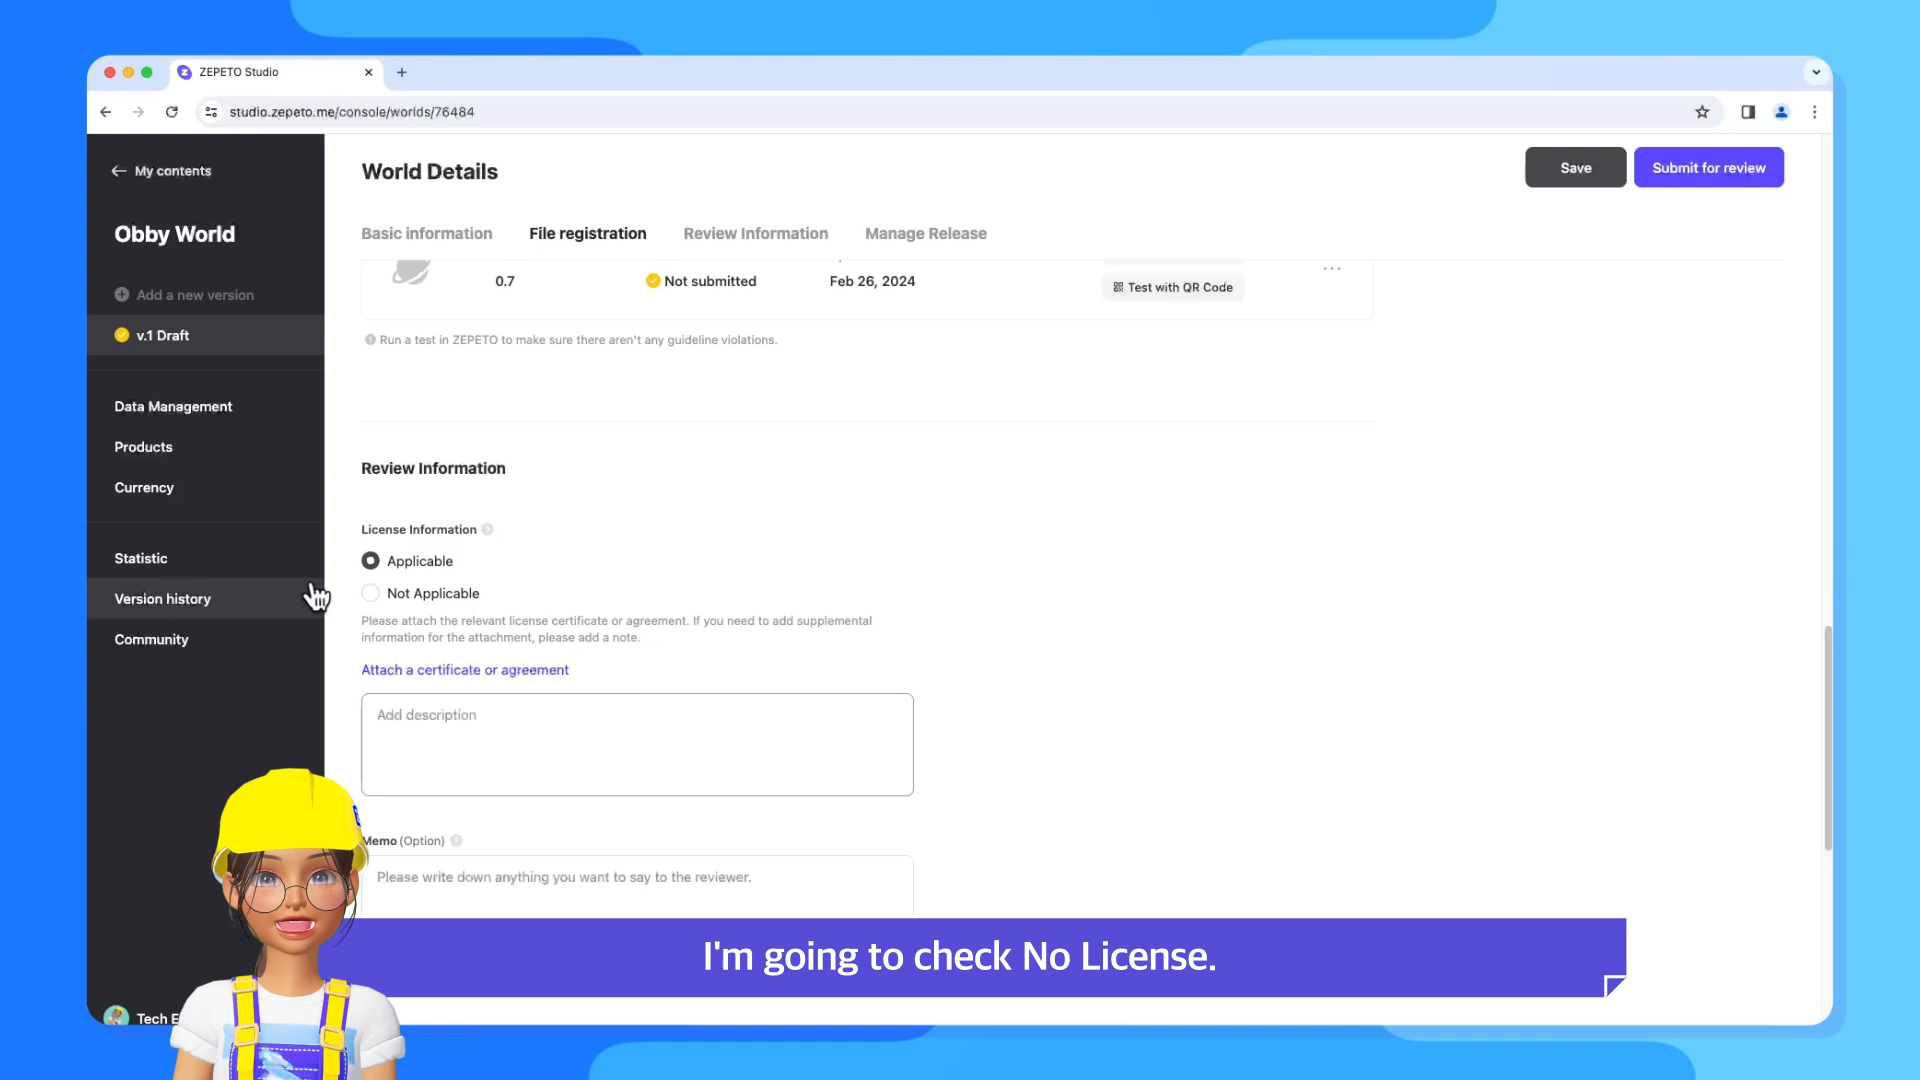 ZEPETO Studio
studio.zepeto.me/console/worlds/76484
My contents
World Details
Save
Submit for review
Obby World
Basic information
File registration
Review Information
Manage Release
0.7
Not submitted
Feb 26, 2024
Test with QR Code
Add a new version
v.1 Draft
Run a test in ZEPETO to make sure there aren't any guideline violations.
Data Management
Products
Currency
Review Information
License Information
Applicable
Statistic
Version history
Not Applicable
Please attach the relevant license certificate or agreement. If you need to add supplemental
information for the attachment, please add a note.
Community
Attach a certificate or agreement
Add description
Memo (Option)
Please write down anything you want to say to the reviewer.
I'm going to check No License.
Tech E